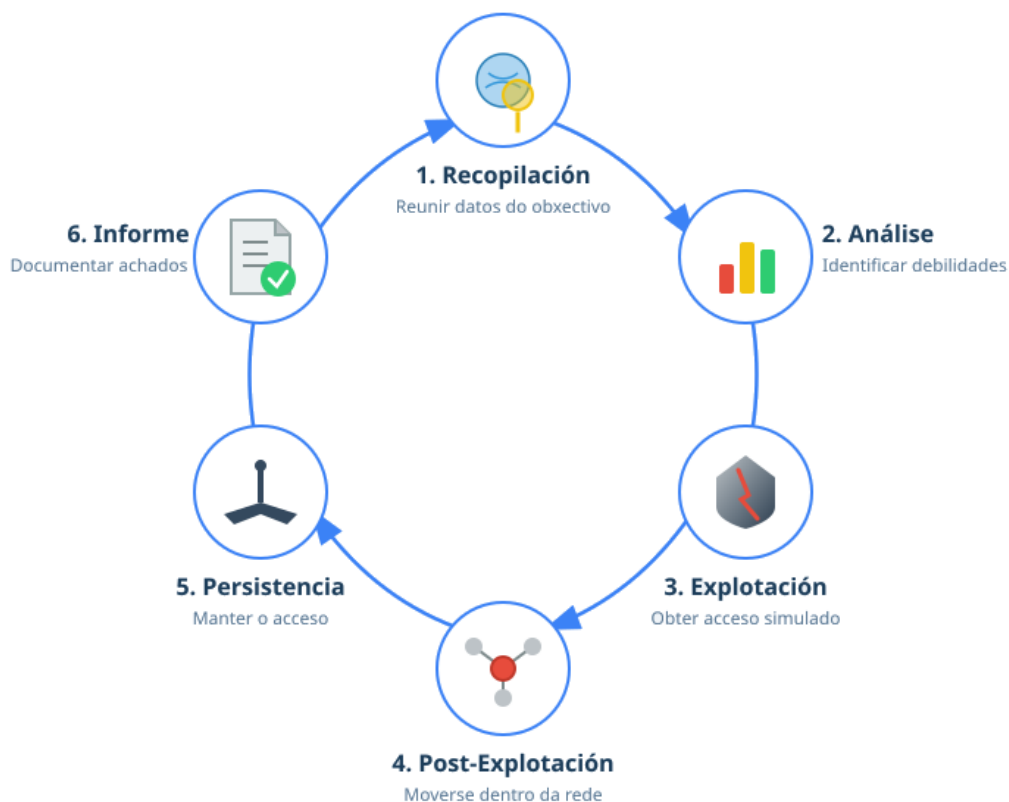 1. Recopilación
Reunir datos do obxectivo
2. Análise
Identificar debilidades
3. Explotación
Obter acceso simulado
4. Post-Explotación
Moverse dentro da rede
5. Persistencia
Manter o acceso
6. Informe
Documentar achados